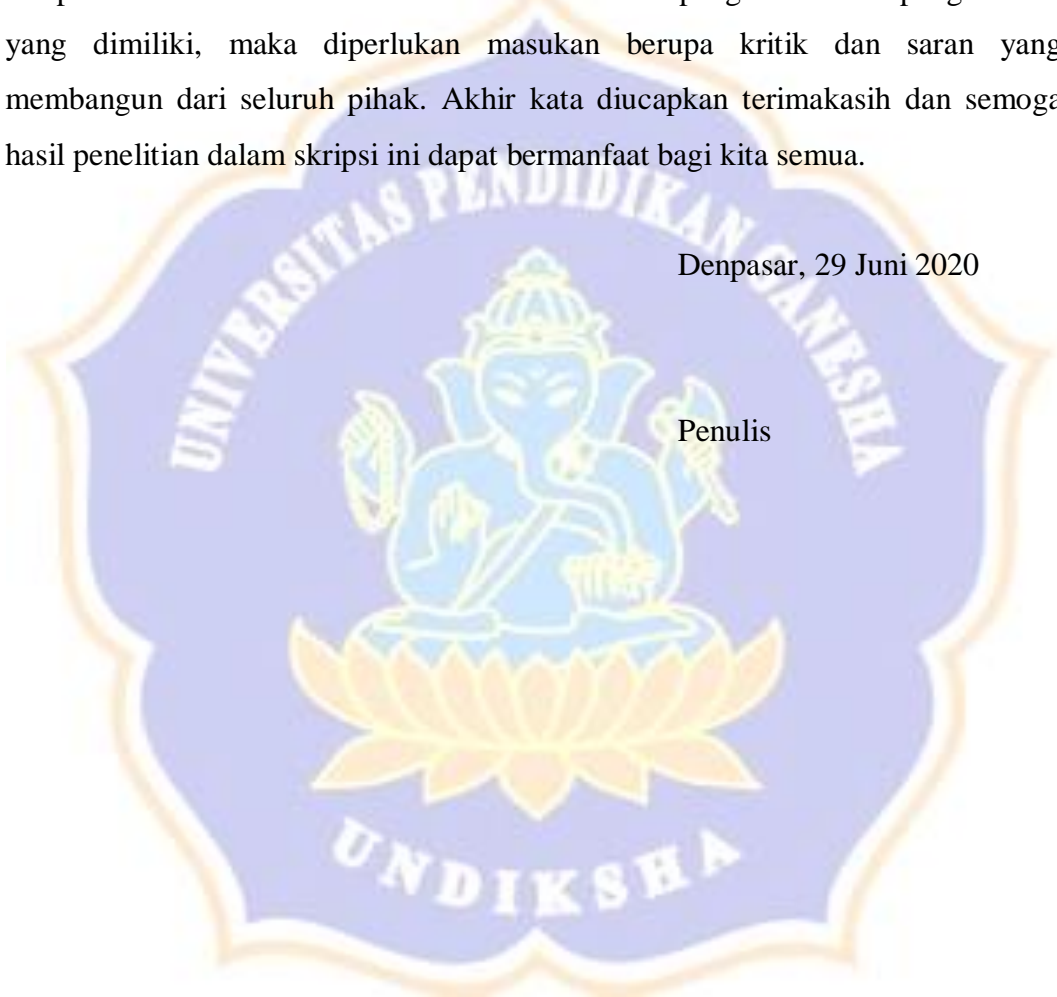 yang dimiliki, maka diperlukan masukan berupa kritik dan saran yang
membangun dari seluruh pihak. Akhir kata diucapkan terimakasih dan semoga
hasil penelitian dalam skripsi ini dapat bermanfaat bagi kita semua.
UNIVERSITAS PENDIDIKAN GANESHA
Denpasar, 29 Juni 2020
Penulis
UNDIKSHA